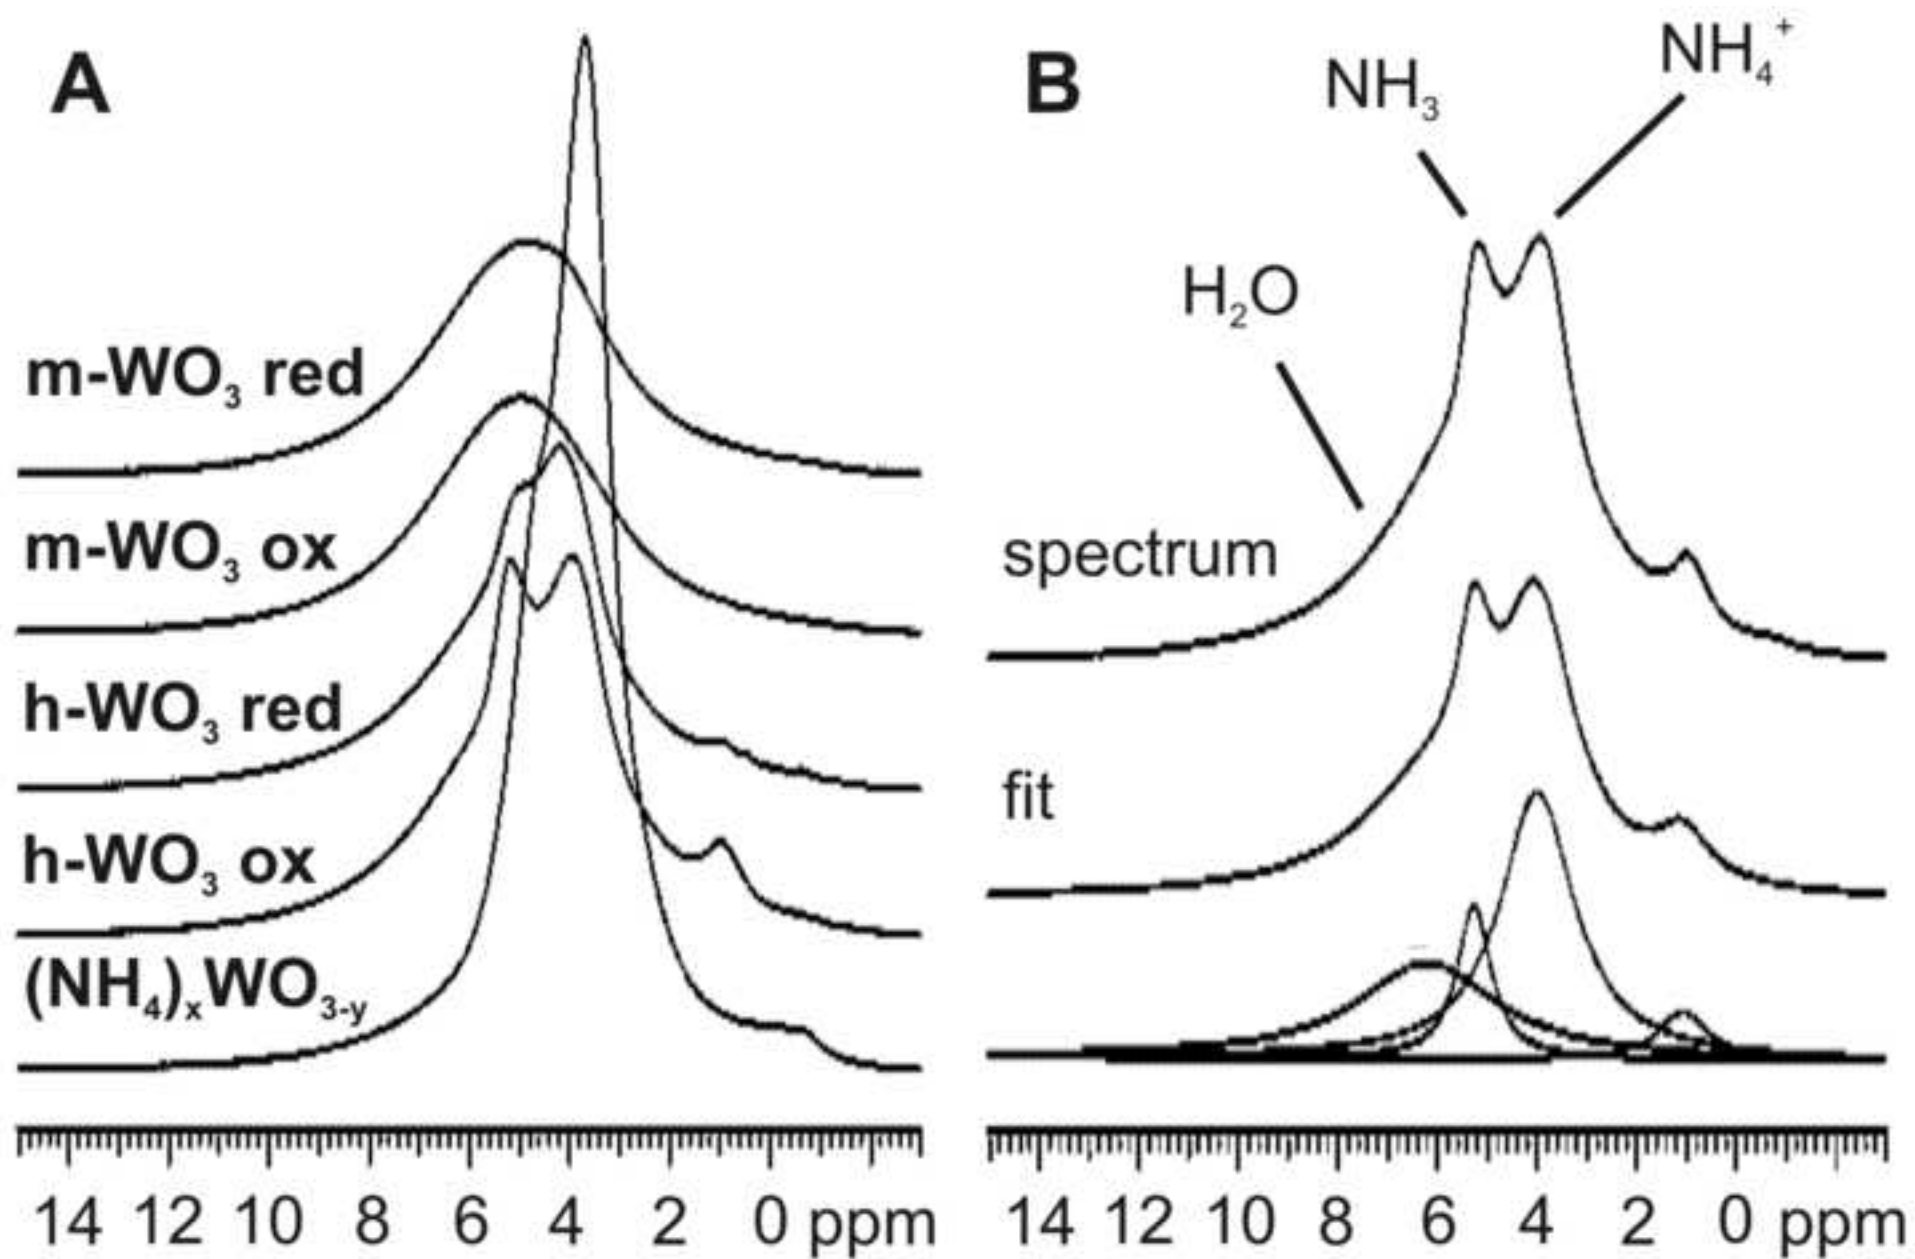 A
m-WO₃ red
m-WO₃ ox
h-WO₃ red
h-WO₃ ox
(NH₄)ₓWO₃₋y
14 12 10 8 6 4 2 0 ppm
B
NH₃
NH₄⁺
H₂O
spectrum
fit
14 12 10 8 6 4 2 0 ppm